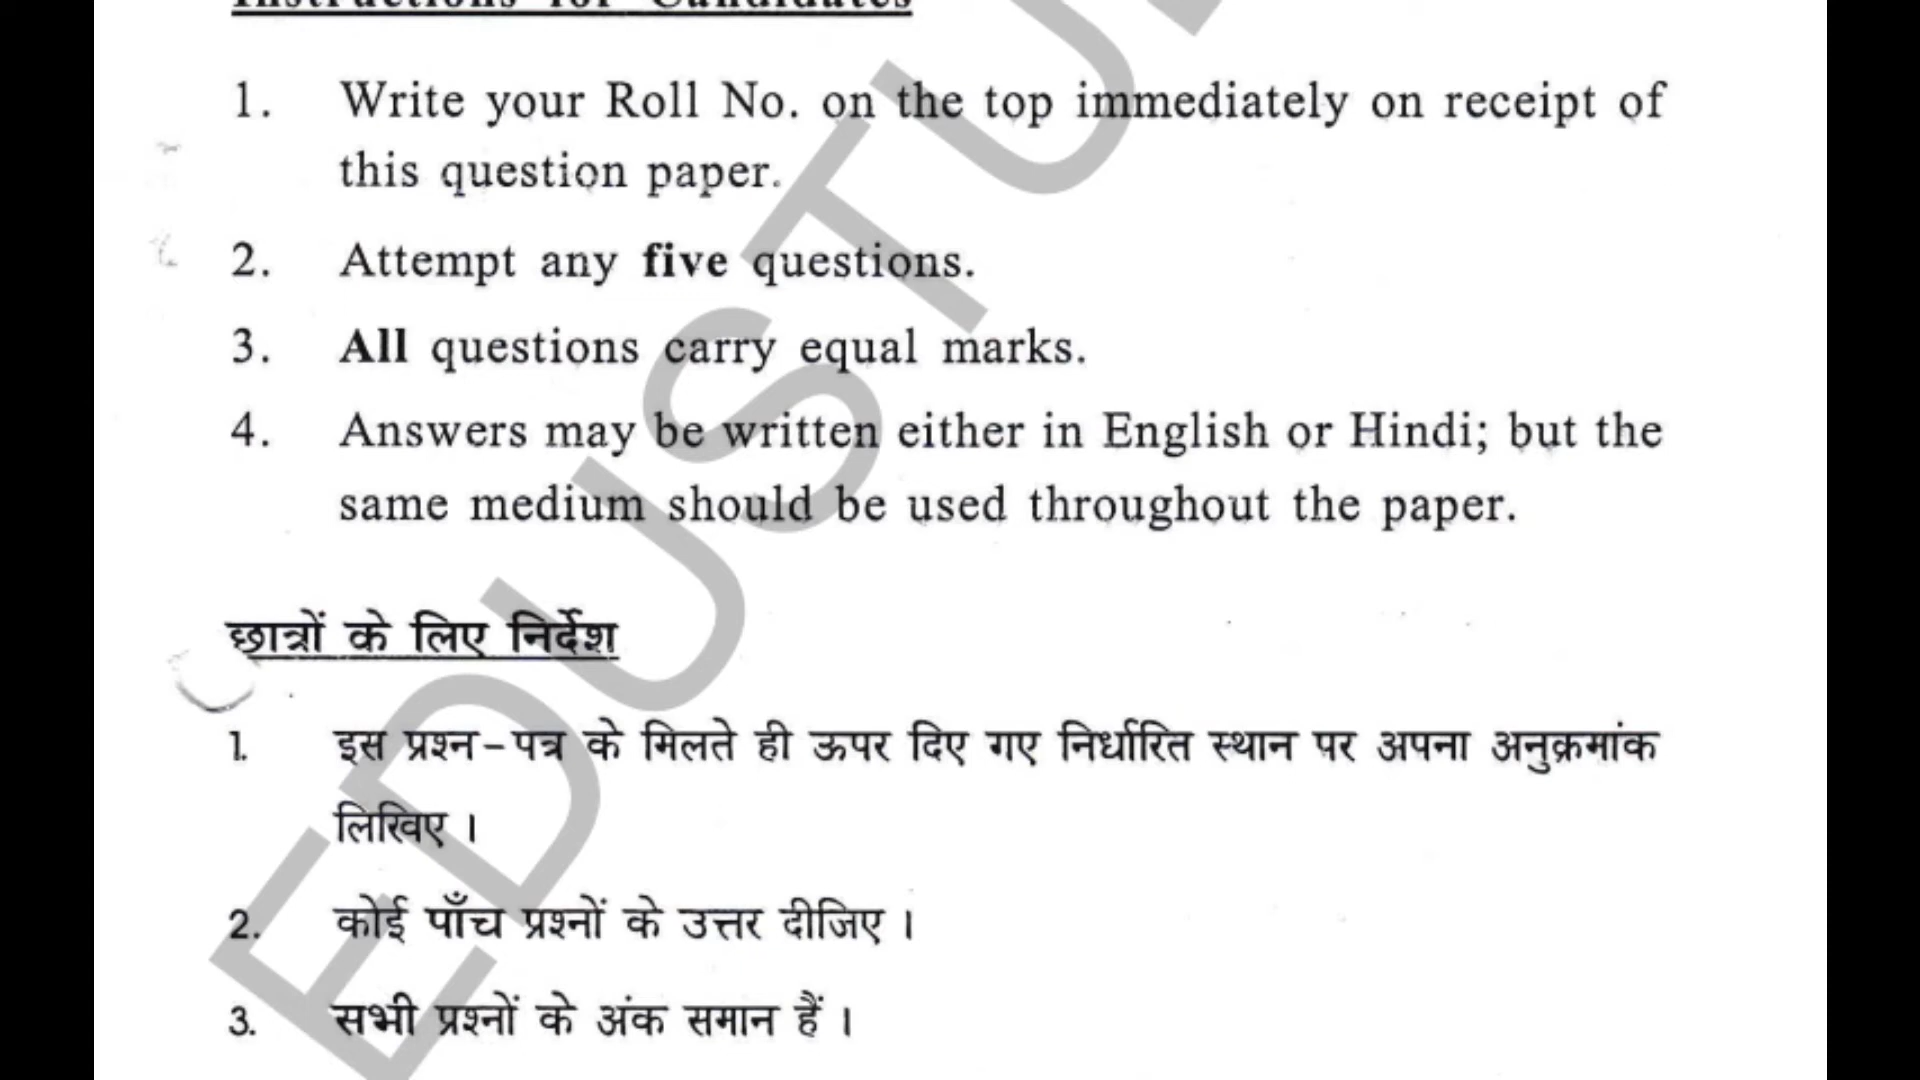 Instructions for Candidates
1. Write your Roll No. on the top immediately on receipt of
this question paper.
2. Attempt any five questions.
3. All questions carry equal marks.
4. Answers may be written either in English or Hindi; but the
same medium should be used throughout the paper.
छात्रों के लिए निर्देश
1. इस प्रश्न-पत्र के मिलते ही ऊपर दिए गए निर्धारित स्थान पर अपना अनुक्रमांक
लिखिए।
2. कोई पाँच प्रश्नों के उत्तर दीजिए।
3. सभी प्रश्नों के अंक समान हैं।